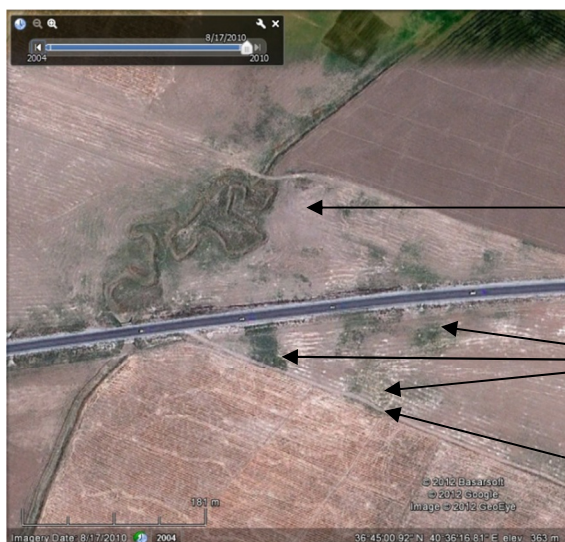 8/17/2010
2004
2010
181 m
© 2012 Basarsoft
© 2012 Google
Image © 2012 GeoEye
Imagery Date: 8/17/2010 2004 36°45'00.92" N 40°36'16.81" E elev 363 m